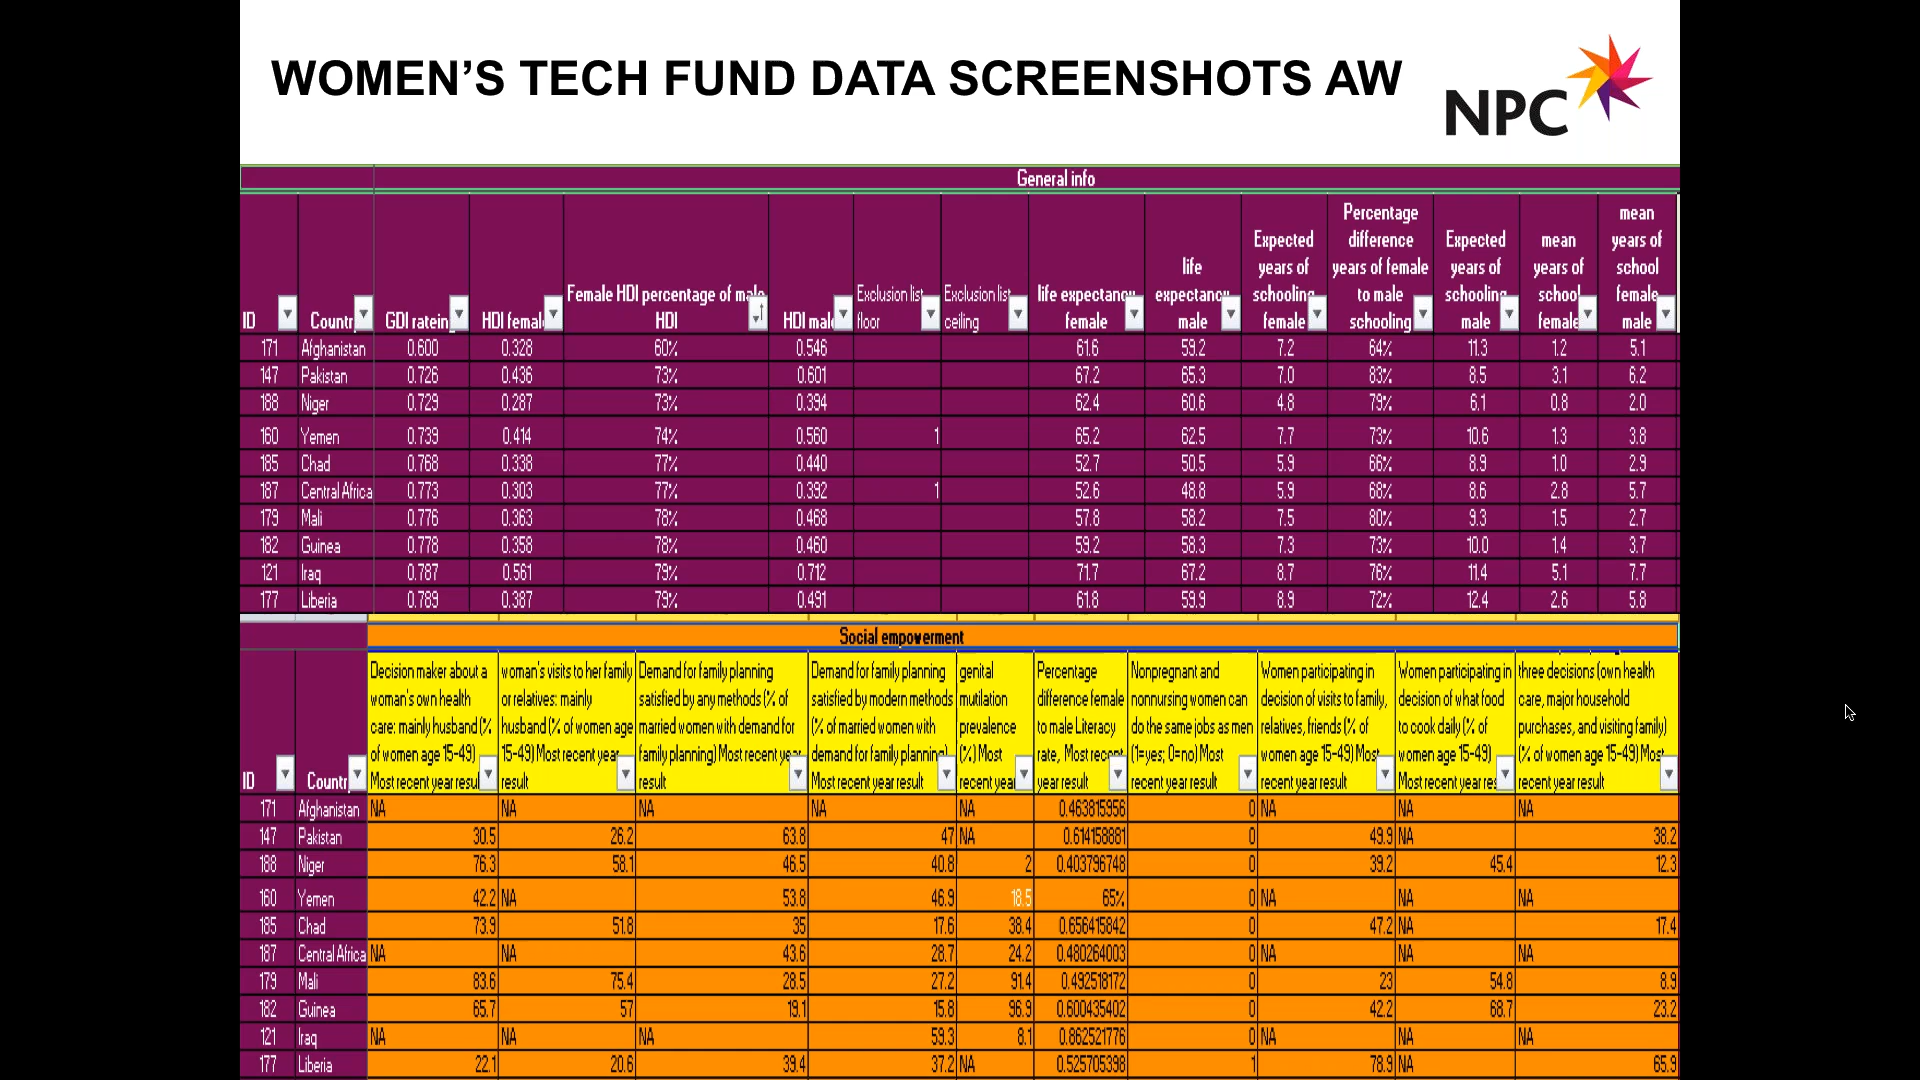 WOMEN'S TECH FUND DATA SCREENSHOTS AW
NPC
General info
ID Countr GDI ratein HDI femal Female HDI percentage of male HDI HDI mal Exclusion list floor Exclusion list ceiling life expectancy female life expectancy male Expected years of schooling female Percentage difference years of female to male schooling Expected years of schooling male mean years of school female mean years of school female male
171 Afghanistan 0.600 0.328 60% 0.546 61.6 59.2 7.2 64% 11.3 1.2 5.1
147 Pakistan 0.726 0.436 73% 0.601 67.2 65.3 7.0 83% 8.5 3.1 6.2
188 Niger 0.729 0.287 73% 0.394 62.4 60.6 4.8 79% 6.1 0.8 2.0
160 Yemen 0.739 0.414 74% 0.560 1 65.2 62.5 7.7 73% 10.6 1.3 3.8
185 Chad 0.768 0.338 77% 0.440 52.7 50.5 5.9 66% 8.9 1.0 2.9
187 Central Africa 0.773 0.303 77% 0.392 1 52.6 48.8 5.9 68% 8.6 2.8 5.7
179 Mali 0.776 0.363 78% 0.468 57.8 58.2 7.5 80% 9.3 1.5 2.7
182 Guinea 0.778 0.358 78% 0.460 59.2 58.3 7.3 73% 10.0 1.4 3.7
121 Iraq 0.787 0.561 79% 0.712 71.7 67.2 8.7 76% 11.4 5.1 7.7
177 Liberia 0.789 0.387 79% 0.491 61.8 59.9 8.9 72% 12.4 2.6 5.8
Social empowerment
ID Countr Decision maker about a woman's own health care: mainly husband (% of women age 15-49) Most recent year resul woman's visits to her family or relatives: mainly husband (% of women age 15-49) Most recent year result Demand for family planning satisfied by any methods (% of married women with demand for family planning) Most recent year result Demand for family planning satisfied by modern methods (% of married women with demand for family planning) Most recent year result genital mutilation prevalence (%) Most recent year Percentage difference female to male Literacy rate, Most recent year result Nonpregnant and nonnursing women can do the same jobs as men (1=yes; 0=no) Most recent year result Women participating in decision of visits to family, relatives, friends (% of women age 15-49) Most recent year result Women participating in decision of what food to cook daily (% of women age 15-49) Most recent year res three decisions (own health care, major household purchases, and visiting family) (% of women age 15-49) Most recent year result
171 Afghanistan NA NA NA NA NA 0.463815956 0 NA NA NA
147 Pakistan 30.5 26.2 63.8 47 NA 0.614158881 0 49.9 NA 38.2
188 Niger 76.3 58.1 46.5 40.8 2 0.403796748 0 39.2 45.4 12.3
160 Yemen 42.2 NA 53.8 46.9 18.5 65% 0 NA NA NA
185 Chad 73.9 51.8 35 17.6 38.4 0.656415842 0 47.2 NA 17.4
187 Central Africa NA NA 43.6 28.7 24.2 0.480264003 0 NA NA NA
179 Mali 83.6 75.4 28.5 27.2 91.4 0.492518172 0 23 54.8 8.9
182 Guinea 65.7 57 19.1 15.8 96.9 0.600435402 0 42.2 68.7 23.2
121 Iraq NA NA NA 59.3 8.1 0.862521776 0 NA NA NA
177 Liberia 22.1 20.6 39.4 37.2 NA 0.525705398 1 78.9 NA 65.9